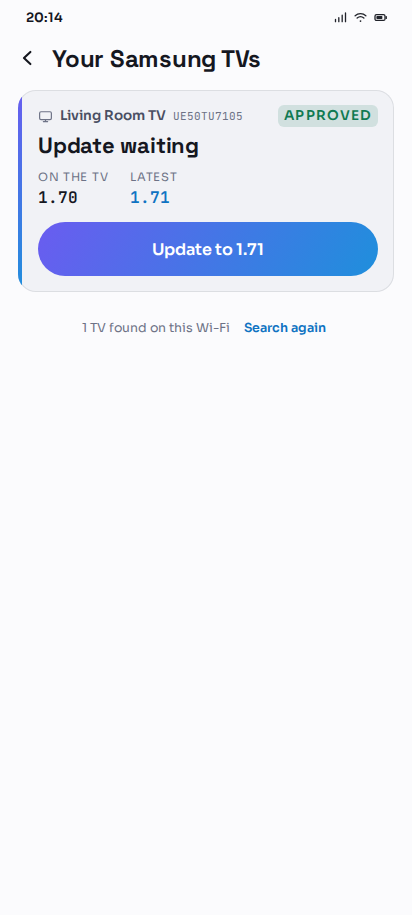 20:14
Your Samsung TVs
Living Room TV UE50TU7105 APPROVED
Update waiting
ON THE TV LATEST
1.70 1.71
Update to 1.71
1 TV found on this Wi-Fi Search again